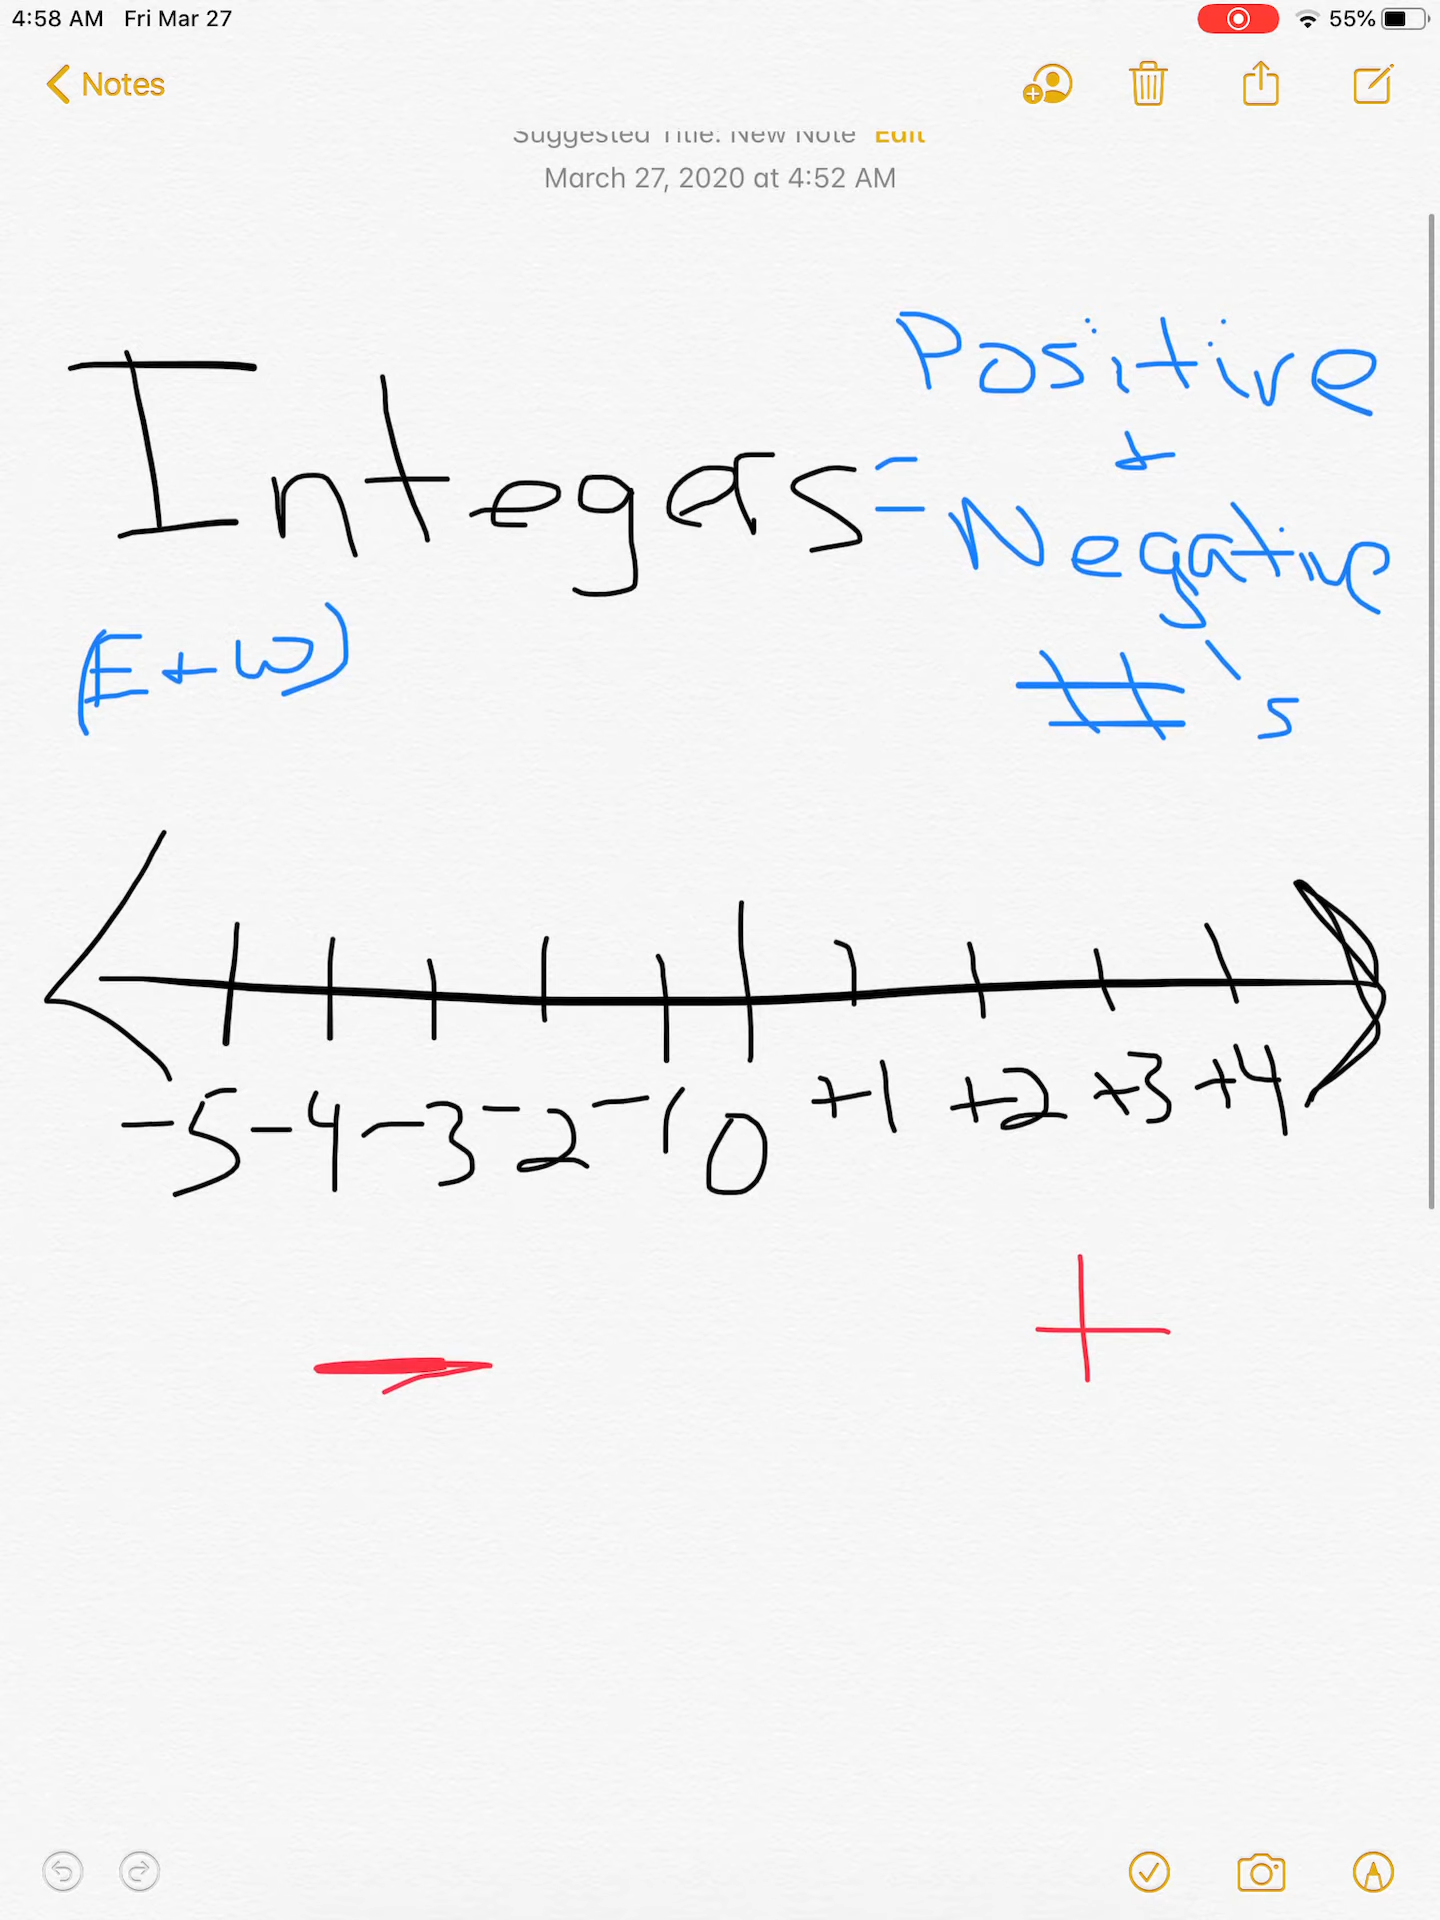 4:58 AM Fri Mar 27
55%
Notes
Suggested Title: New Note Edit
March 27, 2020 at 4:52 AM
Integers = Positive
+
Negative
#'s
(E+W)
-5 -4 -3 -2 -1 0 +1 +2 +3 +4
- +